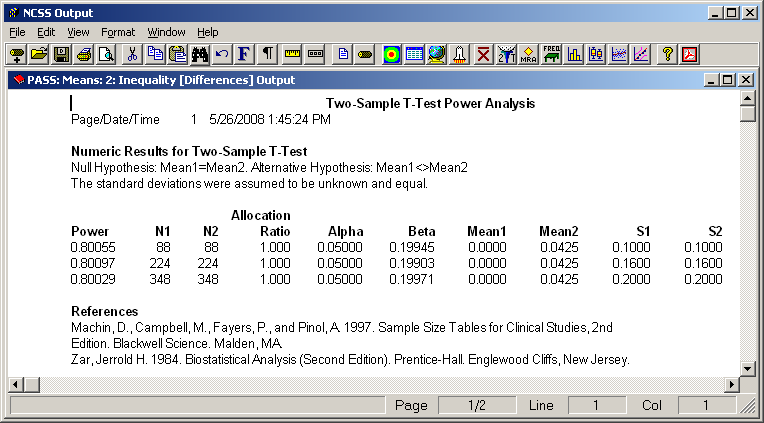 NCSS Output
File Edit View Format Window Help
F ¶ MRA FREQ ?
PASS: Means: 2: Inequality [Differences] Output
Two-Sample T-Test Power Analysis
Page/Date/Time 1 5/26/2008 1:45:24 PM
Numeric Results for Two-Sample T-Test
Null Hypothesis: Mean1=Mean2. Alternative Hypothesis: Mean1<>Mean2
The standard deviations were assumed to be unknown and equal.
Allocation
Power N1 N2 Ratio Alpha Beta Mean1 Mean2 S1 S2
0.80055 88 88 1.000 0.05000 0.19945 0.0000 0.0425 0.1000 0.1000
0.80097 224 224 1.000 0.05000 0.19903 0.0000 0.0425 0.1600 0.1600
0.80029 348 348 1.000 0.05000 0.19971 0.0000 0.0425 0.2000 0.2000
References
Machin, D., Campbell, M., Fayers, P., and Pinol, A. 1997. Sample Size Tables for Clinical Studies, 2nd
Edition. Blackwell Science. Malden, MA.
Zar, Jerrold H. 1984. Biostatistical Analysis (Second Edition). Prentice-Hall. Englewood Cliffs, New Jersey.
Page 1/2 Line 1 Col 1